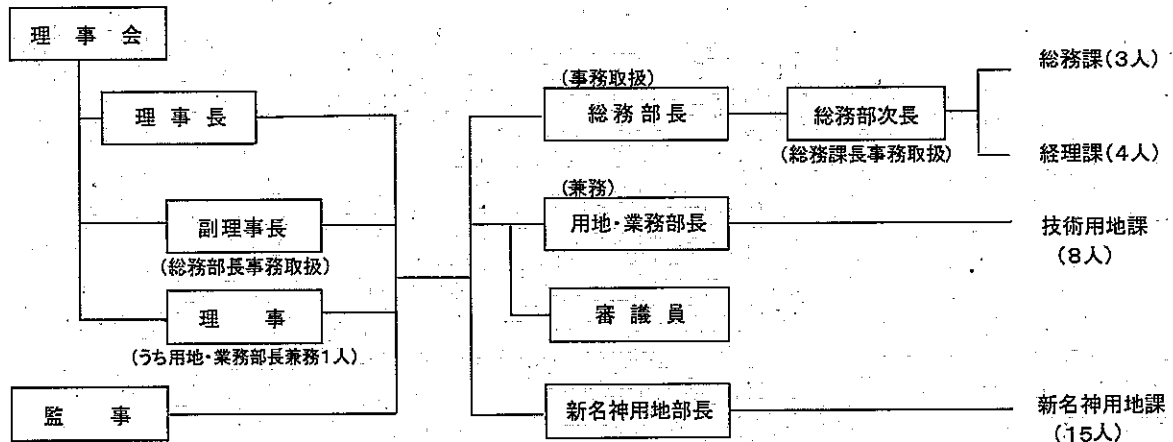 理事会
理事長
副理事長
(総務部長事務取扱)
理事
(うち用地・業務部長兼務1人)
監事
(事務取扱)
総務部長
総務部次長
(総務課長事務取扱)
総務課(3人)
経理課(4人)
(兼務)
用地・業務部長
技術用地課
(8人)
審議員
新名神用地部長
新名神用地課
(15人)